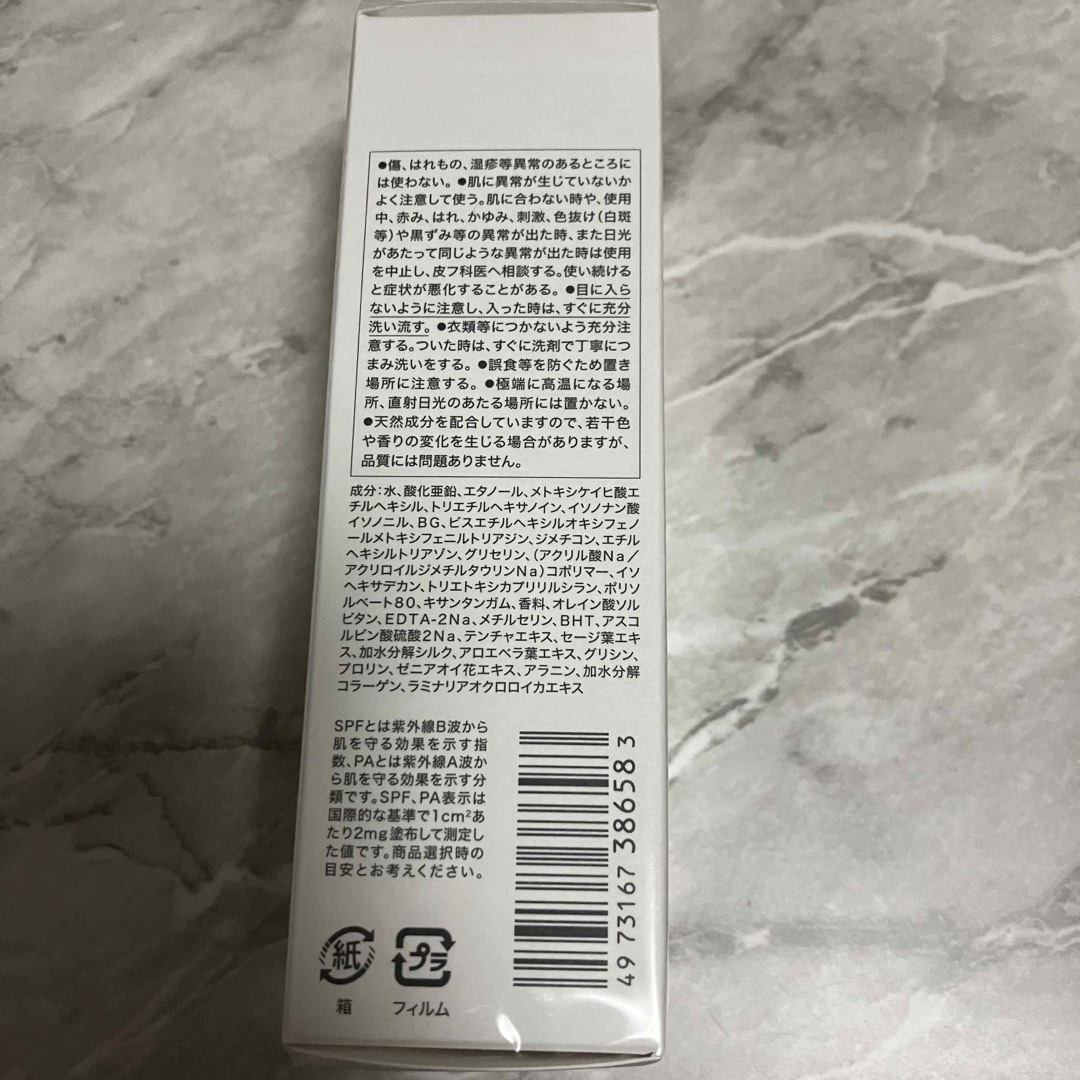 ●傷、はれもの、湿疹等異常のあるところに
は使わない。●肌に異常が生じていないか
よく注意して使う。肌に合わない時や、使用
中、赤み、はれ、かゆみ、刺激、色抜け(白斑
等)や黒ずみ等の異常が出た時、また日光
があたって同じような異常が出た時は使用
を中止し、皮フ科医へ相談する。使い続ける
と症状が悪化することがある。●目に入ら
ないように注意し、入った時は、すぐに充分
洗い流す。●衣類等につかないよう充分注
意する。ついた時は、すぐに洗剤で丁寧につ
まみ洗いをする。●誤食等を防ぐため置き
場所に注意する。●極端に高温になる場
所、直射日光のあたる場所には置かない。
●天然成分を配合していますので、若干色
や香りの変化を生じる場合がありますが、
品質には問題ありません。
成分:水、酸化亜鉛、エタノール、メトキシケイヒ酸エ
チルヘキシル、トリエチルヘキサノイン、イソノナン酸
イソノニル、BG、ビスエチルヘキシルオキシフェノ
ールメトキシフェニルトリアジン、ジメチコン、エチル
ヘキシルトリアゾン、グリセリン、(アクリル酸Na/
アクリロイルジメチルタウリンNa)コポリマー、イソ
ヘキサデカン、トリエトキシカプリリルシラン、ポリソ
ルベート80、キサンタンガム、香料、オレイン酸ソル
ビタン、EDTA-2Na、メチルセリン、BHT、アスコ
ルビン酸硫酸2Na、テンチャエキス、セージ葉エキ
ス、加水分解シルク、アロエベラ葉エキス、グリシン、
プロリン、ゼニアオイ花エキス、アラニン、加水分解
コラーゲン、ラミナリアオクロロイカエキス
SPFとは紫外線B波から
肌を守る効果を示す指
数、PAとは紫外線A波か
ら肌を守る効果を示す分
類です。SPF、PA表示は
国際的な基準で1cm²あ
たり2mg塗布して測定し
た値です。商品選択時の
目安とお考えください。
4973167386583
紙
箱
プラ
フィルム